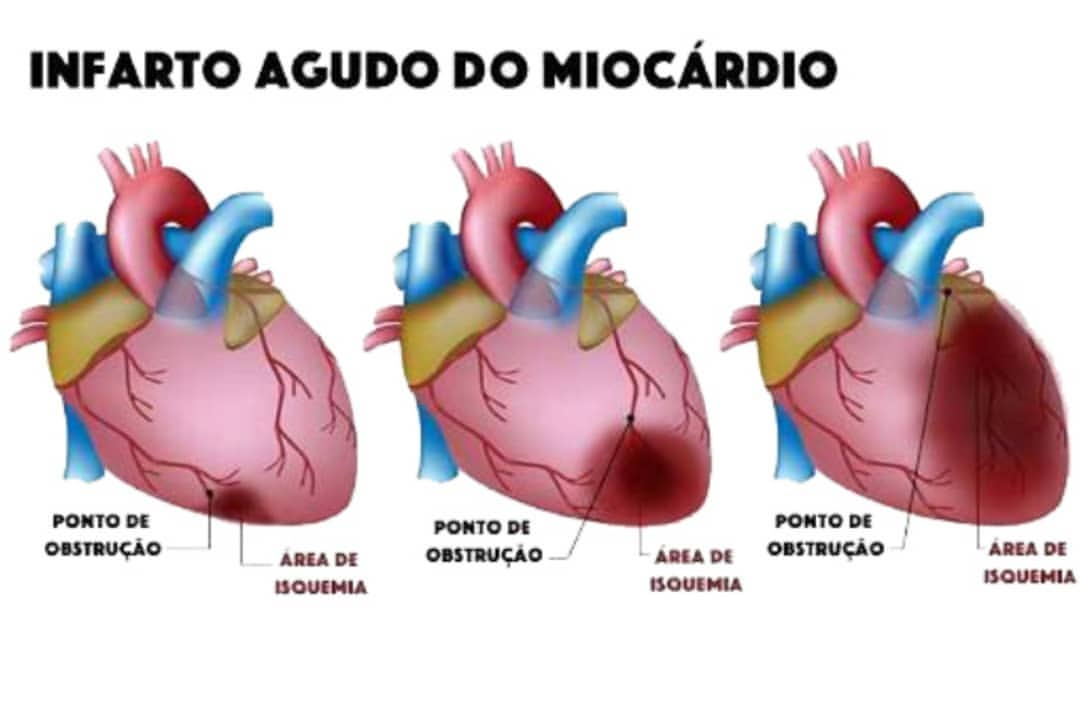 INFARTO AGUDO DO MIOCÁRDIO
PONTO DE
OBSTRUÇÃO
ÁREA DE
ISQUEMIA
PONTO DE
OBSTRUÇÃO
ÁREA DE
ISQUEMIA
PONTO DE
OBSTRUÇÃO
ÁREA DE
ISQUEMIA